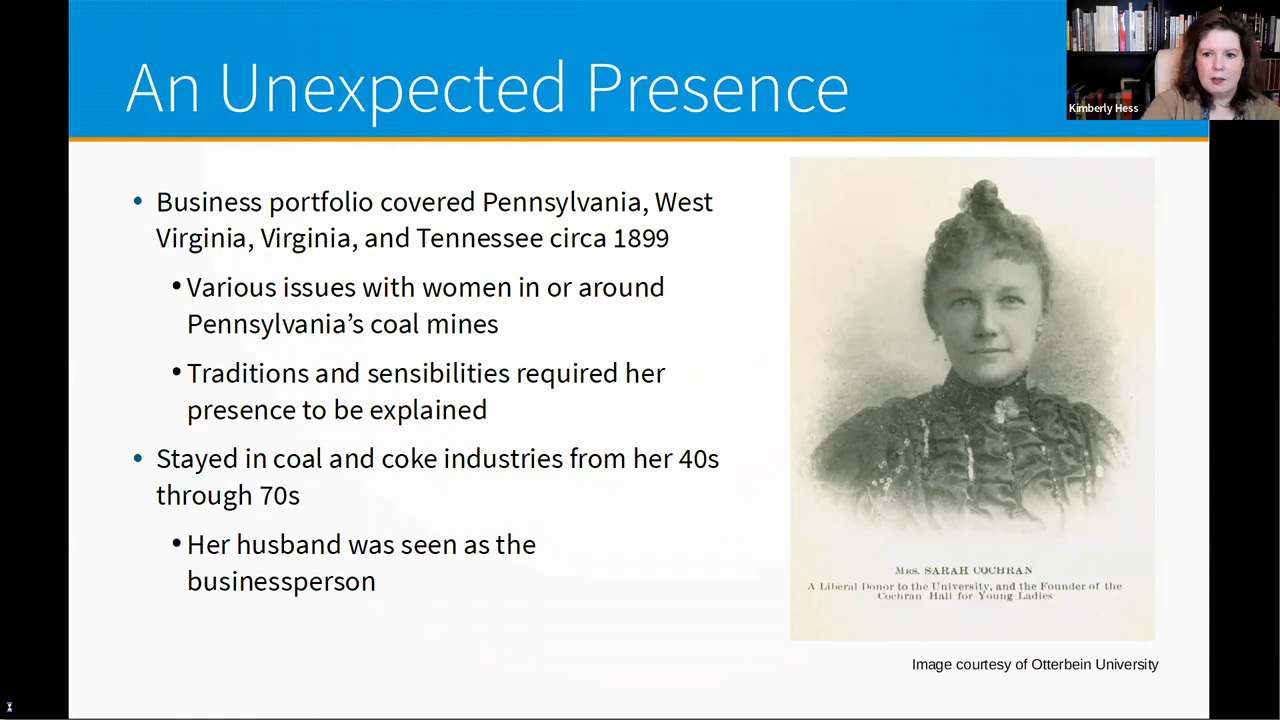 An Unexpected Presence
Kimberly Hess
• Business portfolio covered Pennsylvania, West
Virginia, Virginia, and Tennessee circa 1899
• Various issues with women in or around
Pennsylvania’s coal mines
• Traditions and sensibilities required her
presence to be explained
• Stayed in coal and coke industries from her 40s
through 70s
• Her husband was seen as the
businessperson
Mrs. SARAH COCHRAN
A Liberal Donor to the University, and the Founder of the
Cochran Hall for Young Ladies
Image courtesy of Otterbein University